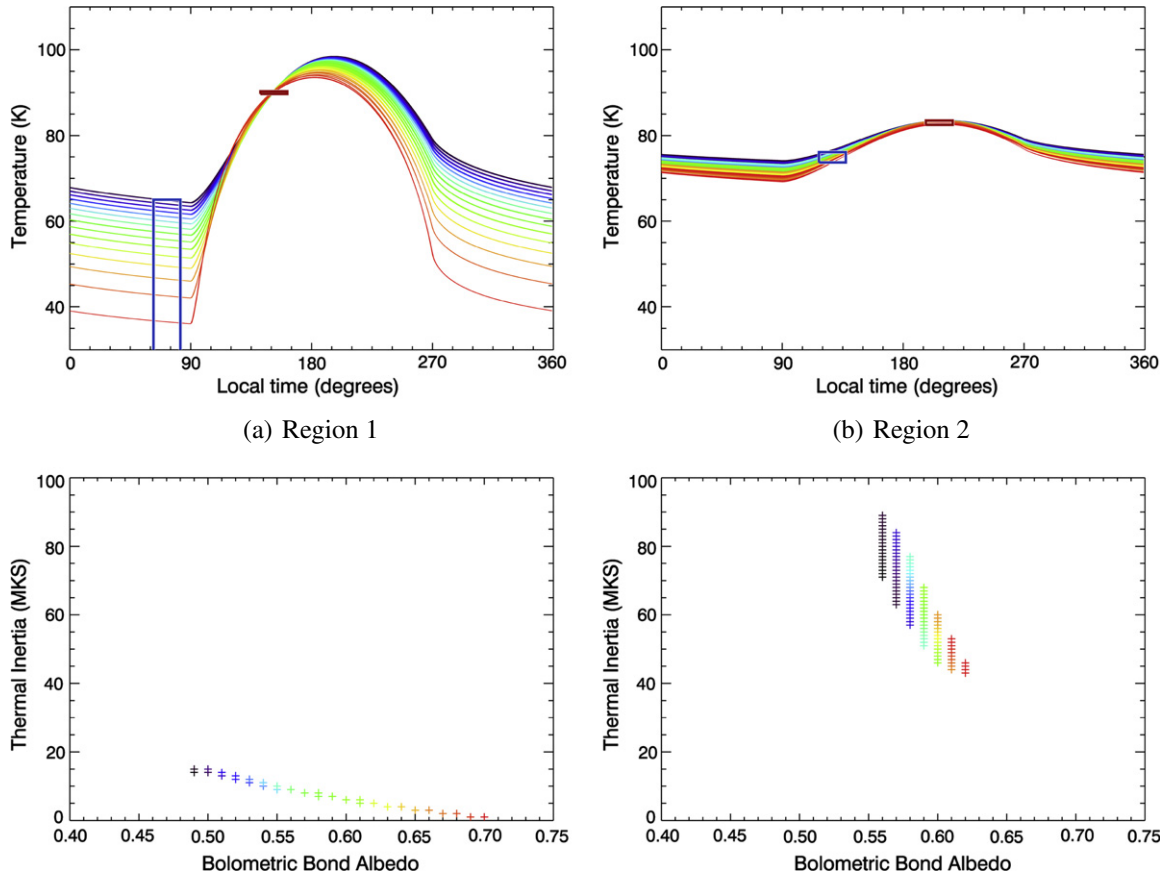 100
80
60
40
Temperature (K)
0 90 180 270 360
Local time (degrees)
(a) Region 1
100
80
60
40
Temperature (K)
0 90 180 270 360
Local time (degrees)
(b) Region 2
100
80
60
40
20
0
Thermal Inertia (MKS)
0.40 0.45 0.50 0.55 0.60 0.65 0.70 0.75
Bolometric Bond Albedo
100
80
60
40
20
0
Thermal Inertia (MKS)
0.40 0.45 0.50 0.55 0.60 0.65 0.70 0.75
Bolometric Bond Albedo